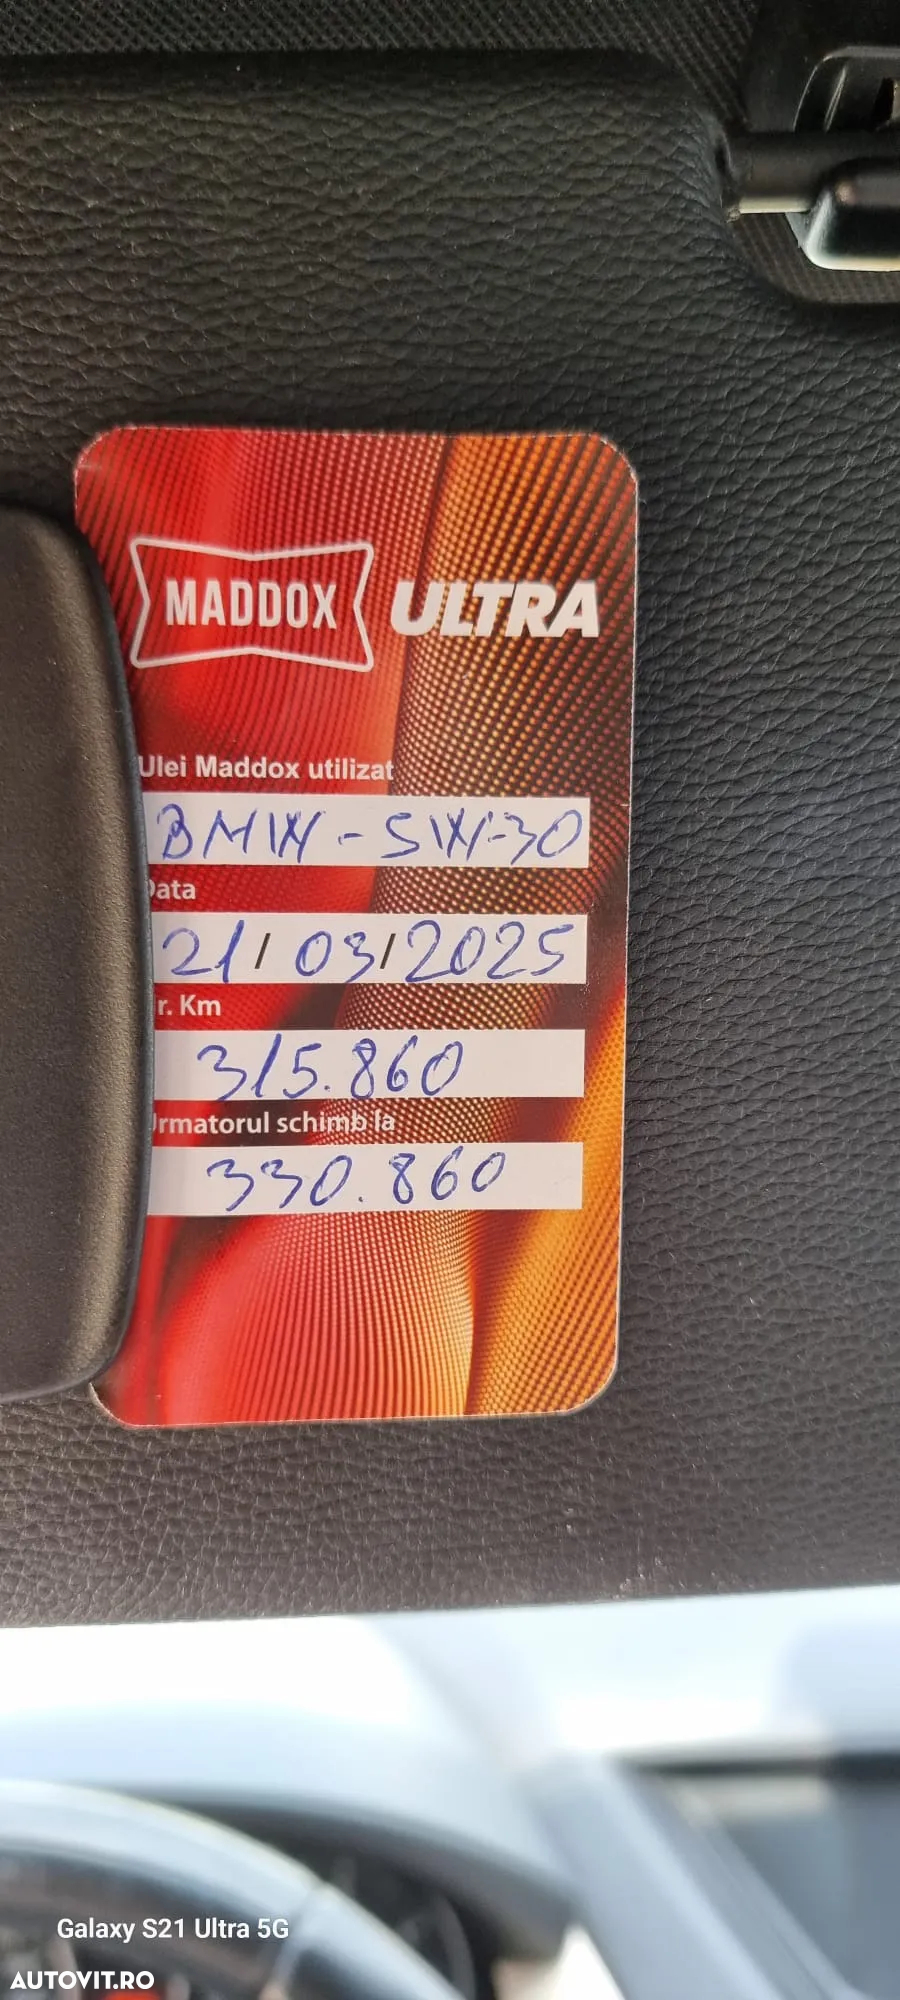 MADDOX ULTRA
Ulei Maddox utilizat
BMW - 5W-30
Data
21/03/2025
r. Km
315.860
Urmatorul schimb la
330.860
Galaxy S21 Ultra 5G
AUTOVIT.RO